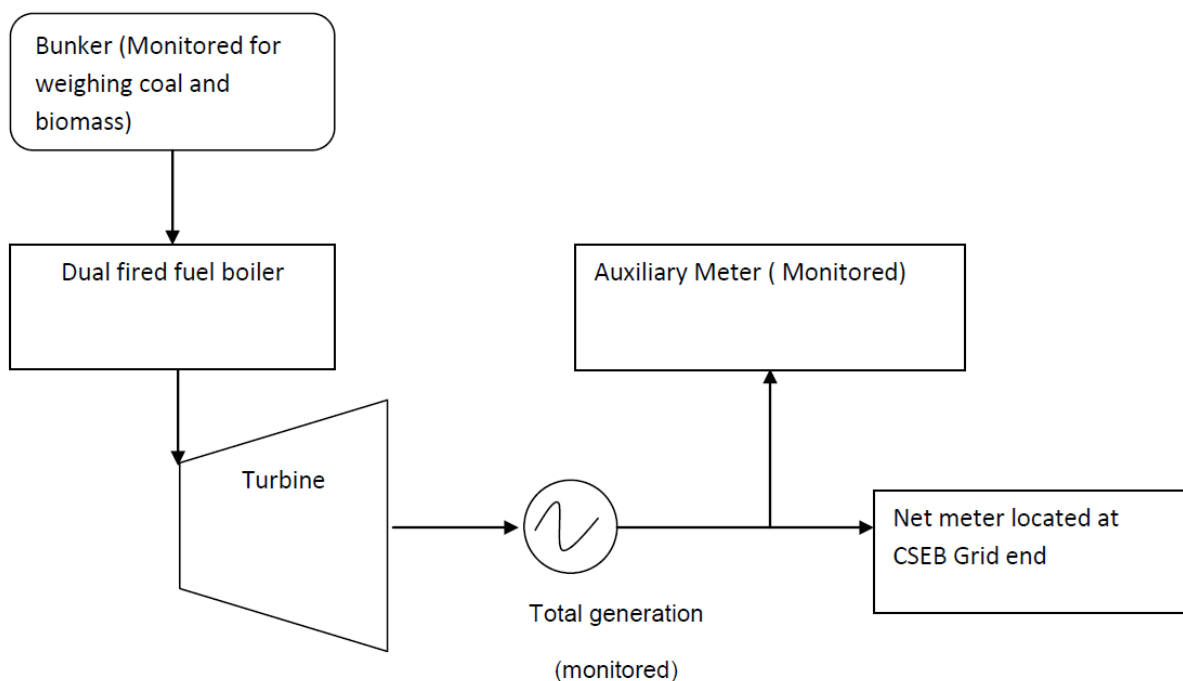 Bunker (Monitored for
weighing coal and
biomass)
Dual fired fuel boiler
Auxiliary Meter ( Monitored)
Turbine
Net meter located at
CSEB Grid end
Total generation
(monitored)